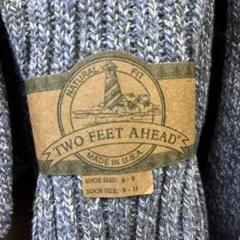 NATURAL FIT
TWO FEET AHEAD
MADE IN U.S.A.
SHOE SIZE: 4 - 9
SOCK SIZE: 9 - 11